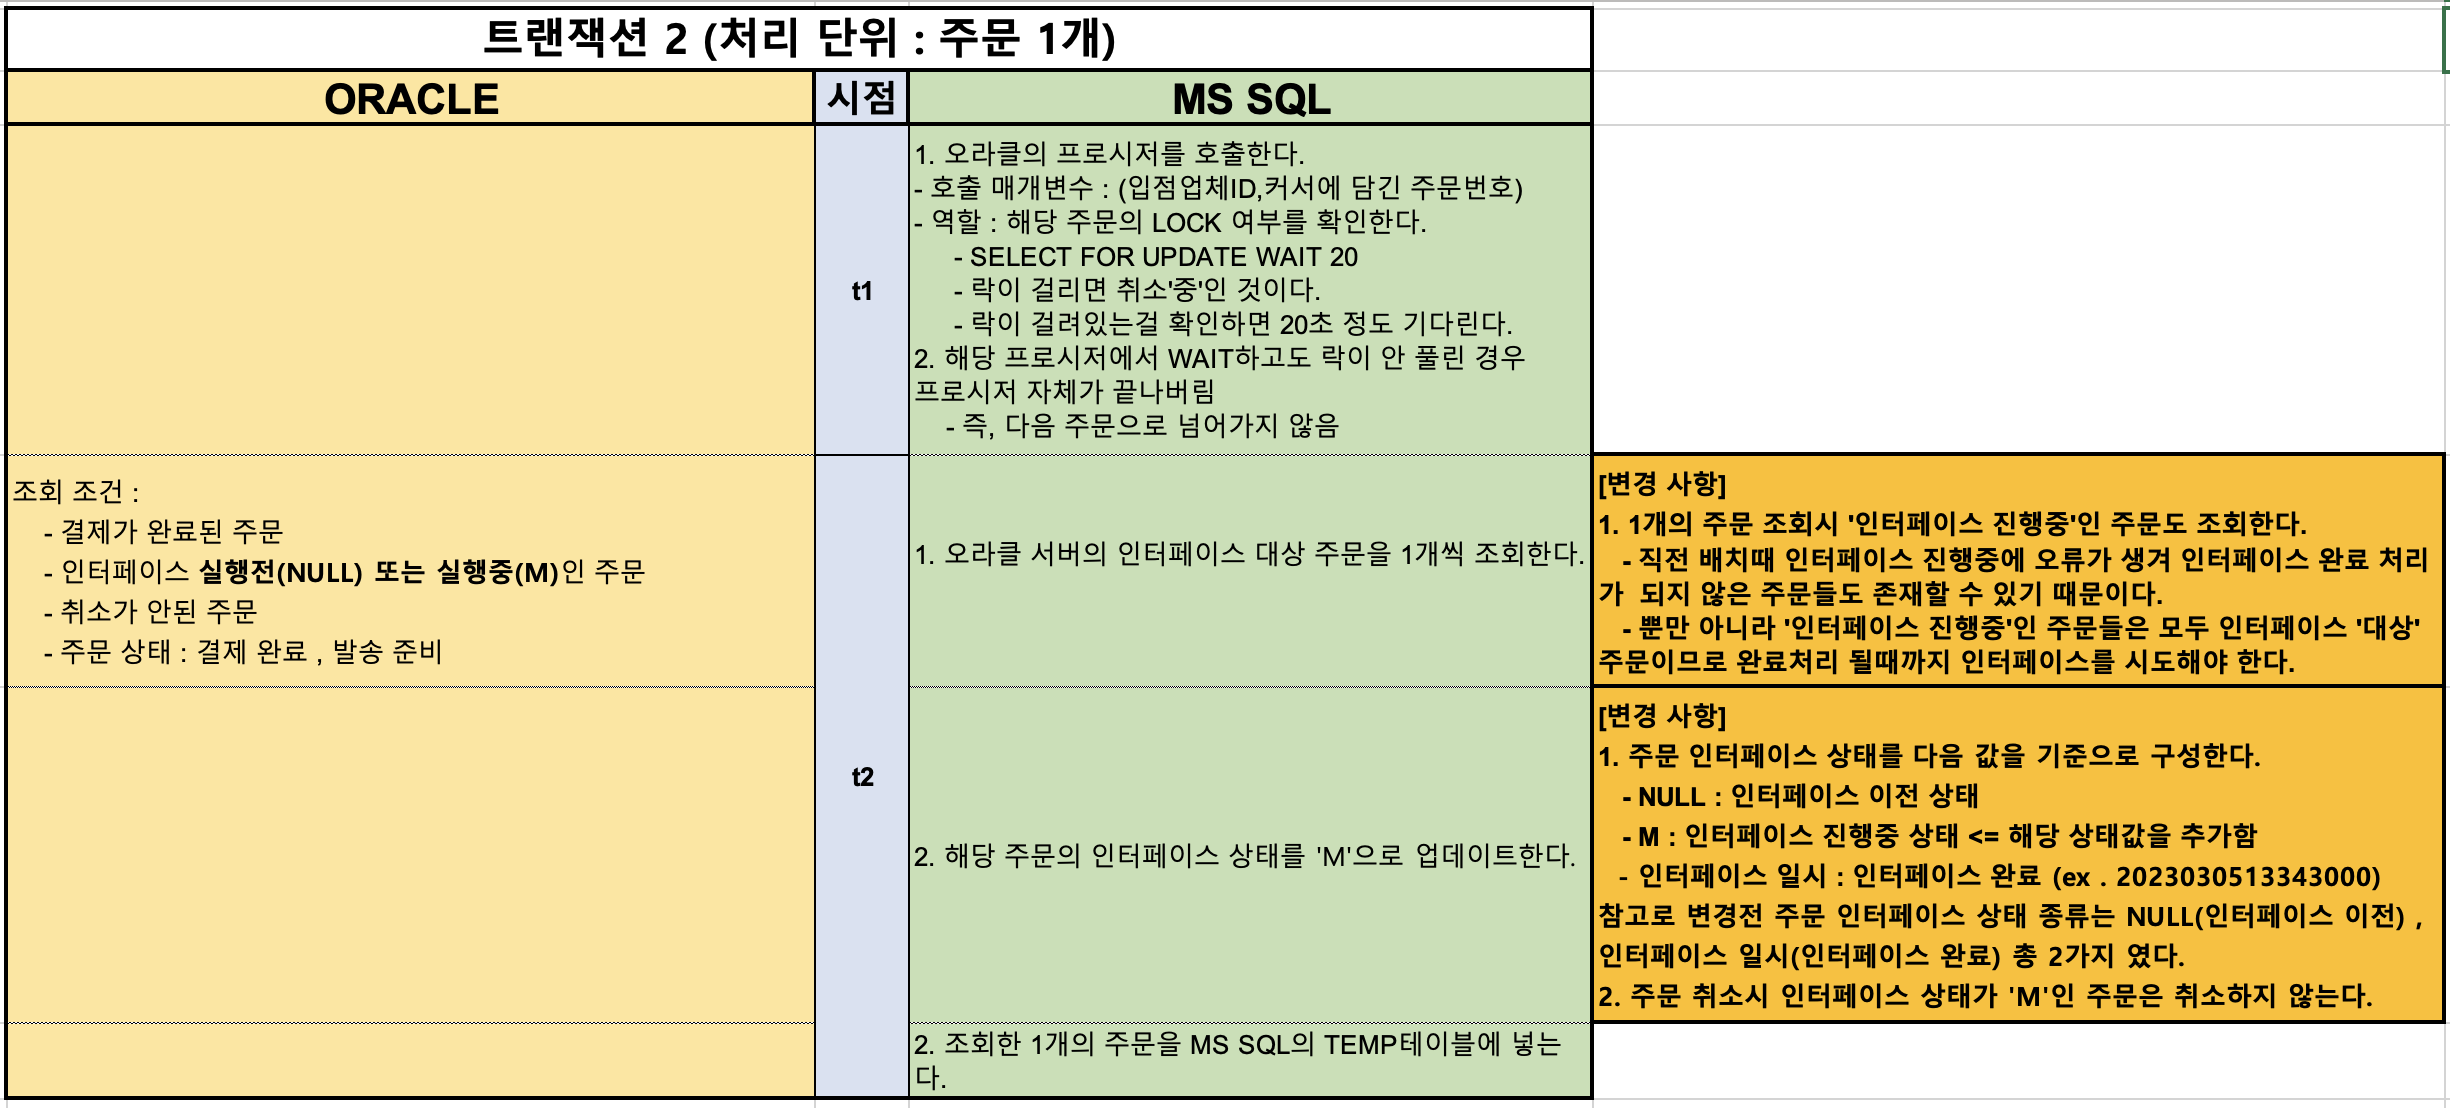 트랜잭션 2 (처리 단위 : 주문 1개)
ORACLE
시점
MS SQL
t1
1. 오라클의 프로시저를 호출한다.
- 호출 매개변수 : (입점업체ID,커서에 담긴 주문번호)
- 역할 : 해당 주문의 LOCK 여부를 확인한다.
- SELECT FOR UPDATE WAIT 20
- 락이 걸리면 취소'중'인 것이다.
- 락이 걸려있는걸 확인하면 20초 정도 기다린다.
2. 해당 프로시저에서 WAIT하고도 락이 안 풀린 경우
프로시저 자체가 끝나버림
- 즉, 다음 주문으로 넘어가지 않음
조회 조건 :
- 결제가 완료된 주문
- 인터페이스 실행전(NULL) 또는 실행중(M)인 주문
- 취소가 안된 주문
- 주문 상태 : 결제 완료 , 발송 준비
t2
1. 오라클 서버의 인터페이스 대상 주문을 1개씩 조회한다.
[변경 사항]
1. 1개의 주문 조회시 '인터페이스 진행중'인 주문도 조회한다.
- 직전 배치때 인터페이스 진행중에 오류가 생겨 인터페이스 완료 처리
가 되지 않은 주문들도 존재할 수 있기 때문이다.
- 뿐만 아니라 '인터페이스 진행중'인 주문들은 모두 인터페이스 '대상'
주문이므로 완료처리 될때까지 인터페이스를 시도해야 한다.
2. 해당 주문의 인터페이스 상태를 'M'으로 업데이트한다.
[변경 사항]
1. 주문 인터페이스 상태를 다음 값을 기준으로 구성한다.
- NULL : 인터페이스 이전 상태
- M : 인터페이스 진행중 상태 <= 해당 상태값을 추가함
- 인터페이스 일시 : 인터페이스 완료 (ex . 2023030513343000)
참고로 변경전 주문 인터페이스 상태 종류는 NULL(인터페이스 이전) ,
인터페이스 일시(인터페이스 완료) 총 2가지 였다.
2. 주문 취소시 인터페이스 상태가 'M'인 주문은 취소하지 않는다.
2. 조회한 1개의 주문을 MS SQL의 TEMP테이블에 넣는
다.